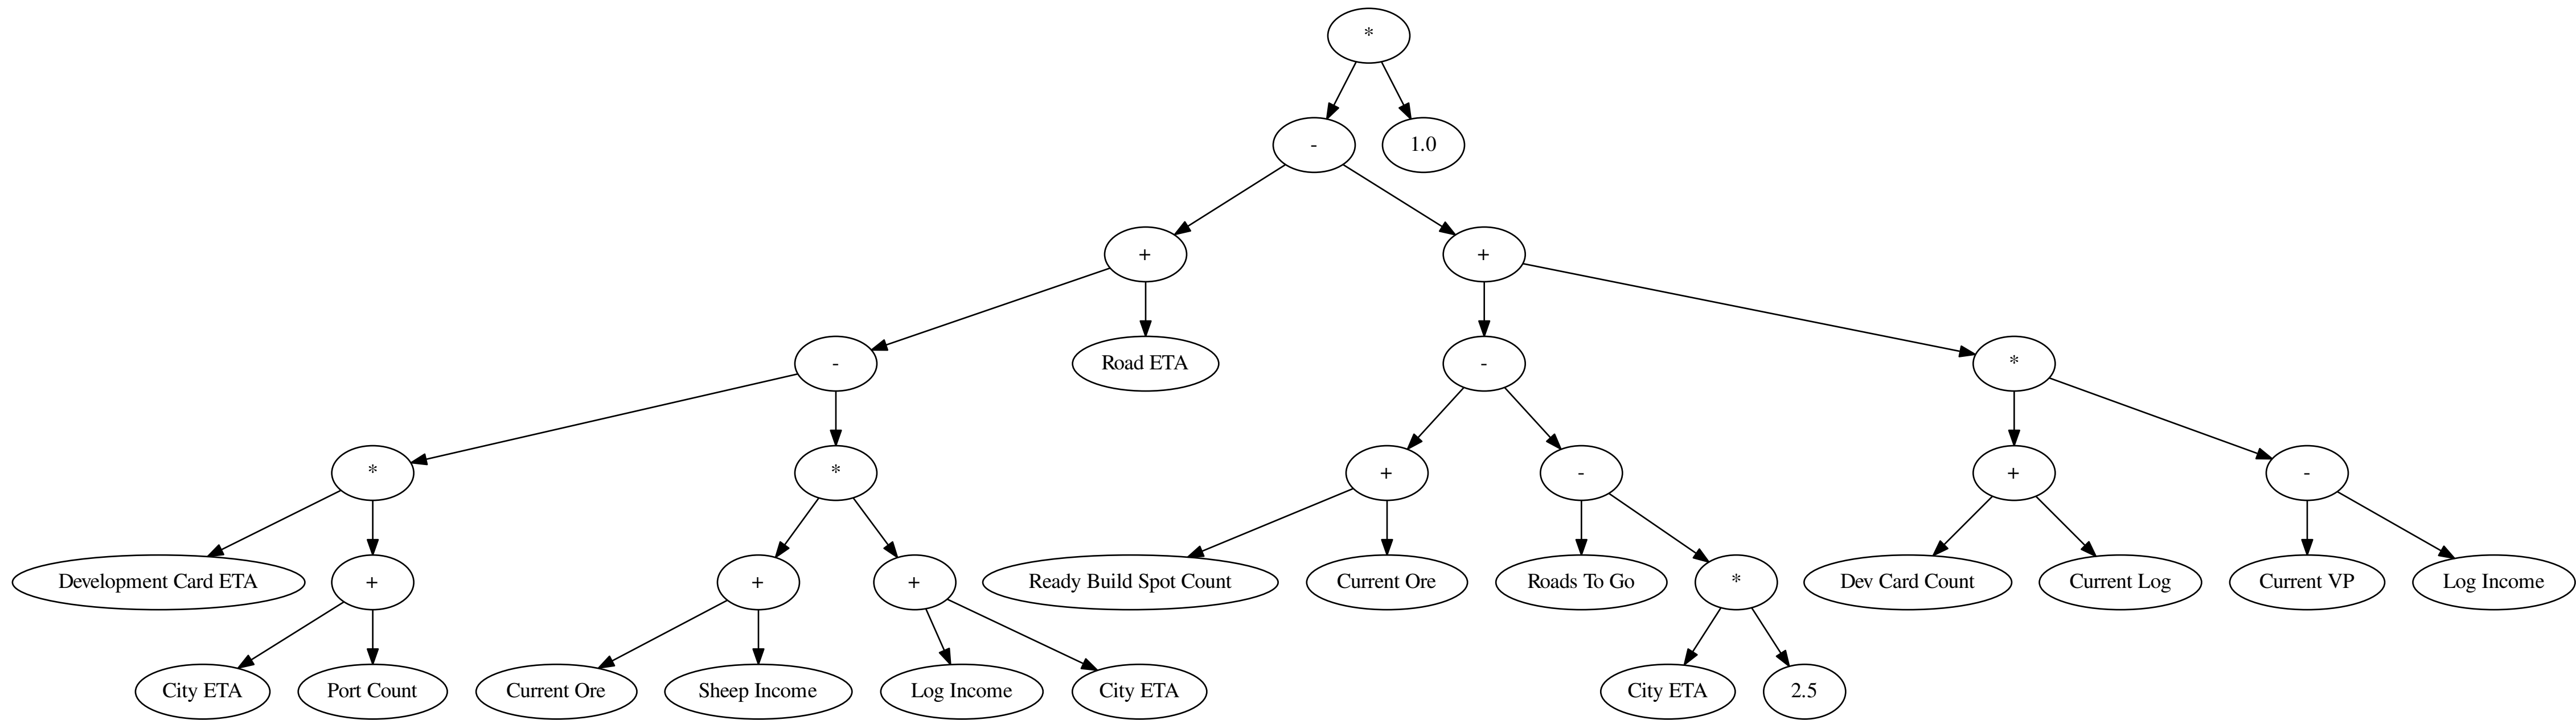 *
- 1.0
+ +
- Road ETA - *
* * + - + -
Development Card ETA + + + Ready Build Spot Count Current Ore Roads To Go * Dev Card Count Current Log Current VP Log Income
City ETA Port Count Current Ore Sheep Income Log Income City ETA City ETA 2.5